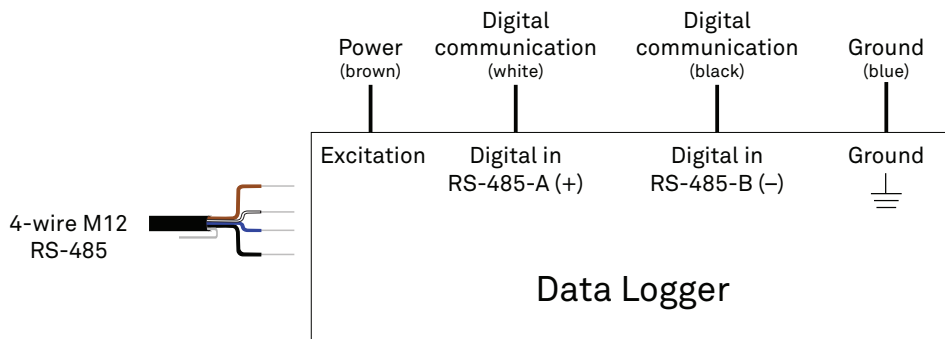 Power
(brown)
Digital
communication
(white)
Digital
communication
(black)
Ground
(blue)
Excitation
Digital in
RS-485-A (+)
Digital in
RS-485-B (–)
Ground
4-wire M12
RS-485
Data Logger